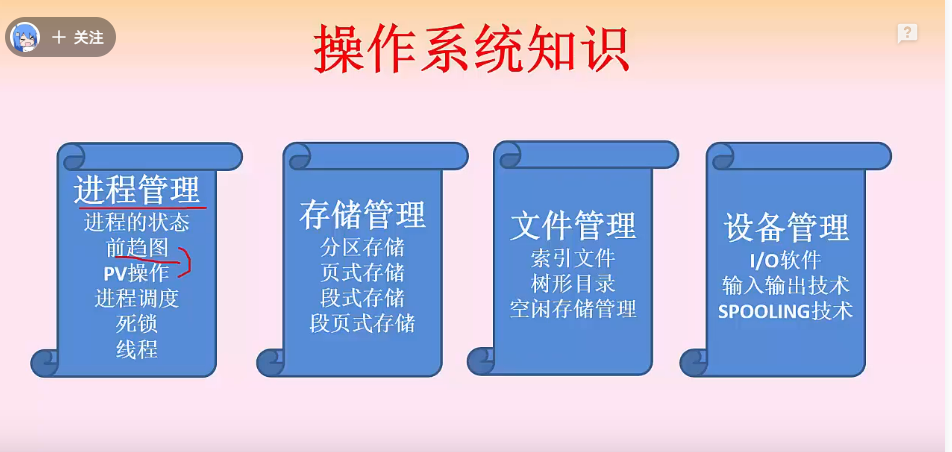 + 关注
操作系统知识
?
进程管理
进程的状态
前趋图
PV操作
进程调度
死锁
线程
存储管理
分区存储
页式存储
段式存储
段页式存储
文件管理
索引文件
树形目录
空闲存储管理
设备管理
I/O软件
输入输出技术
SPOOLING技术